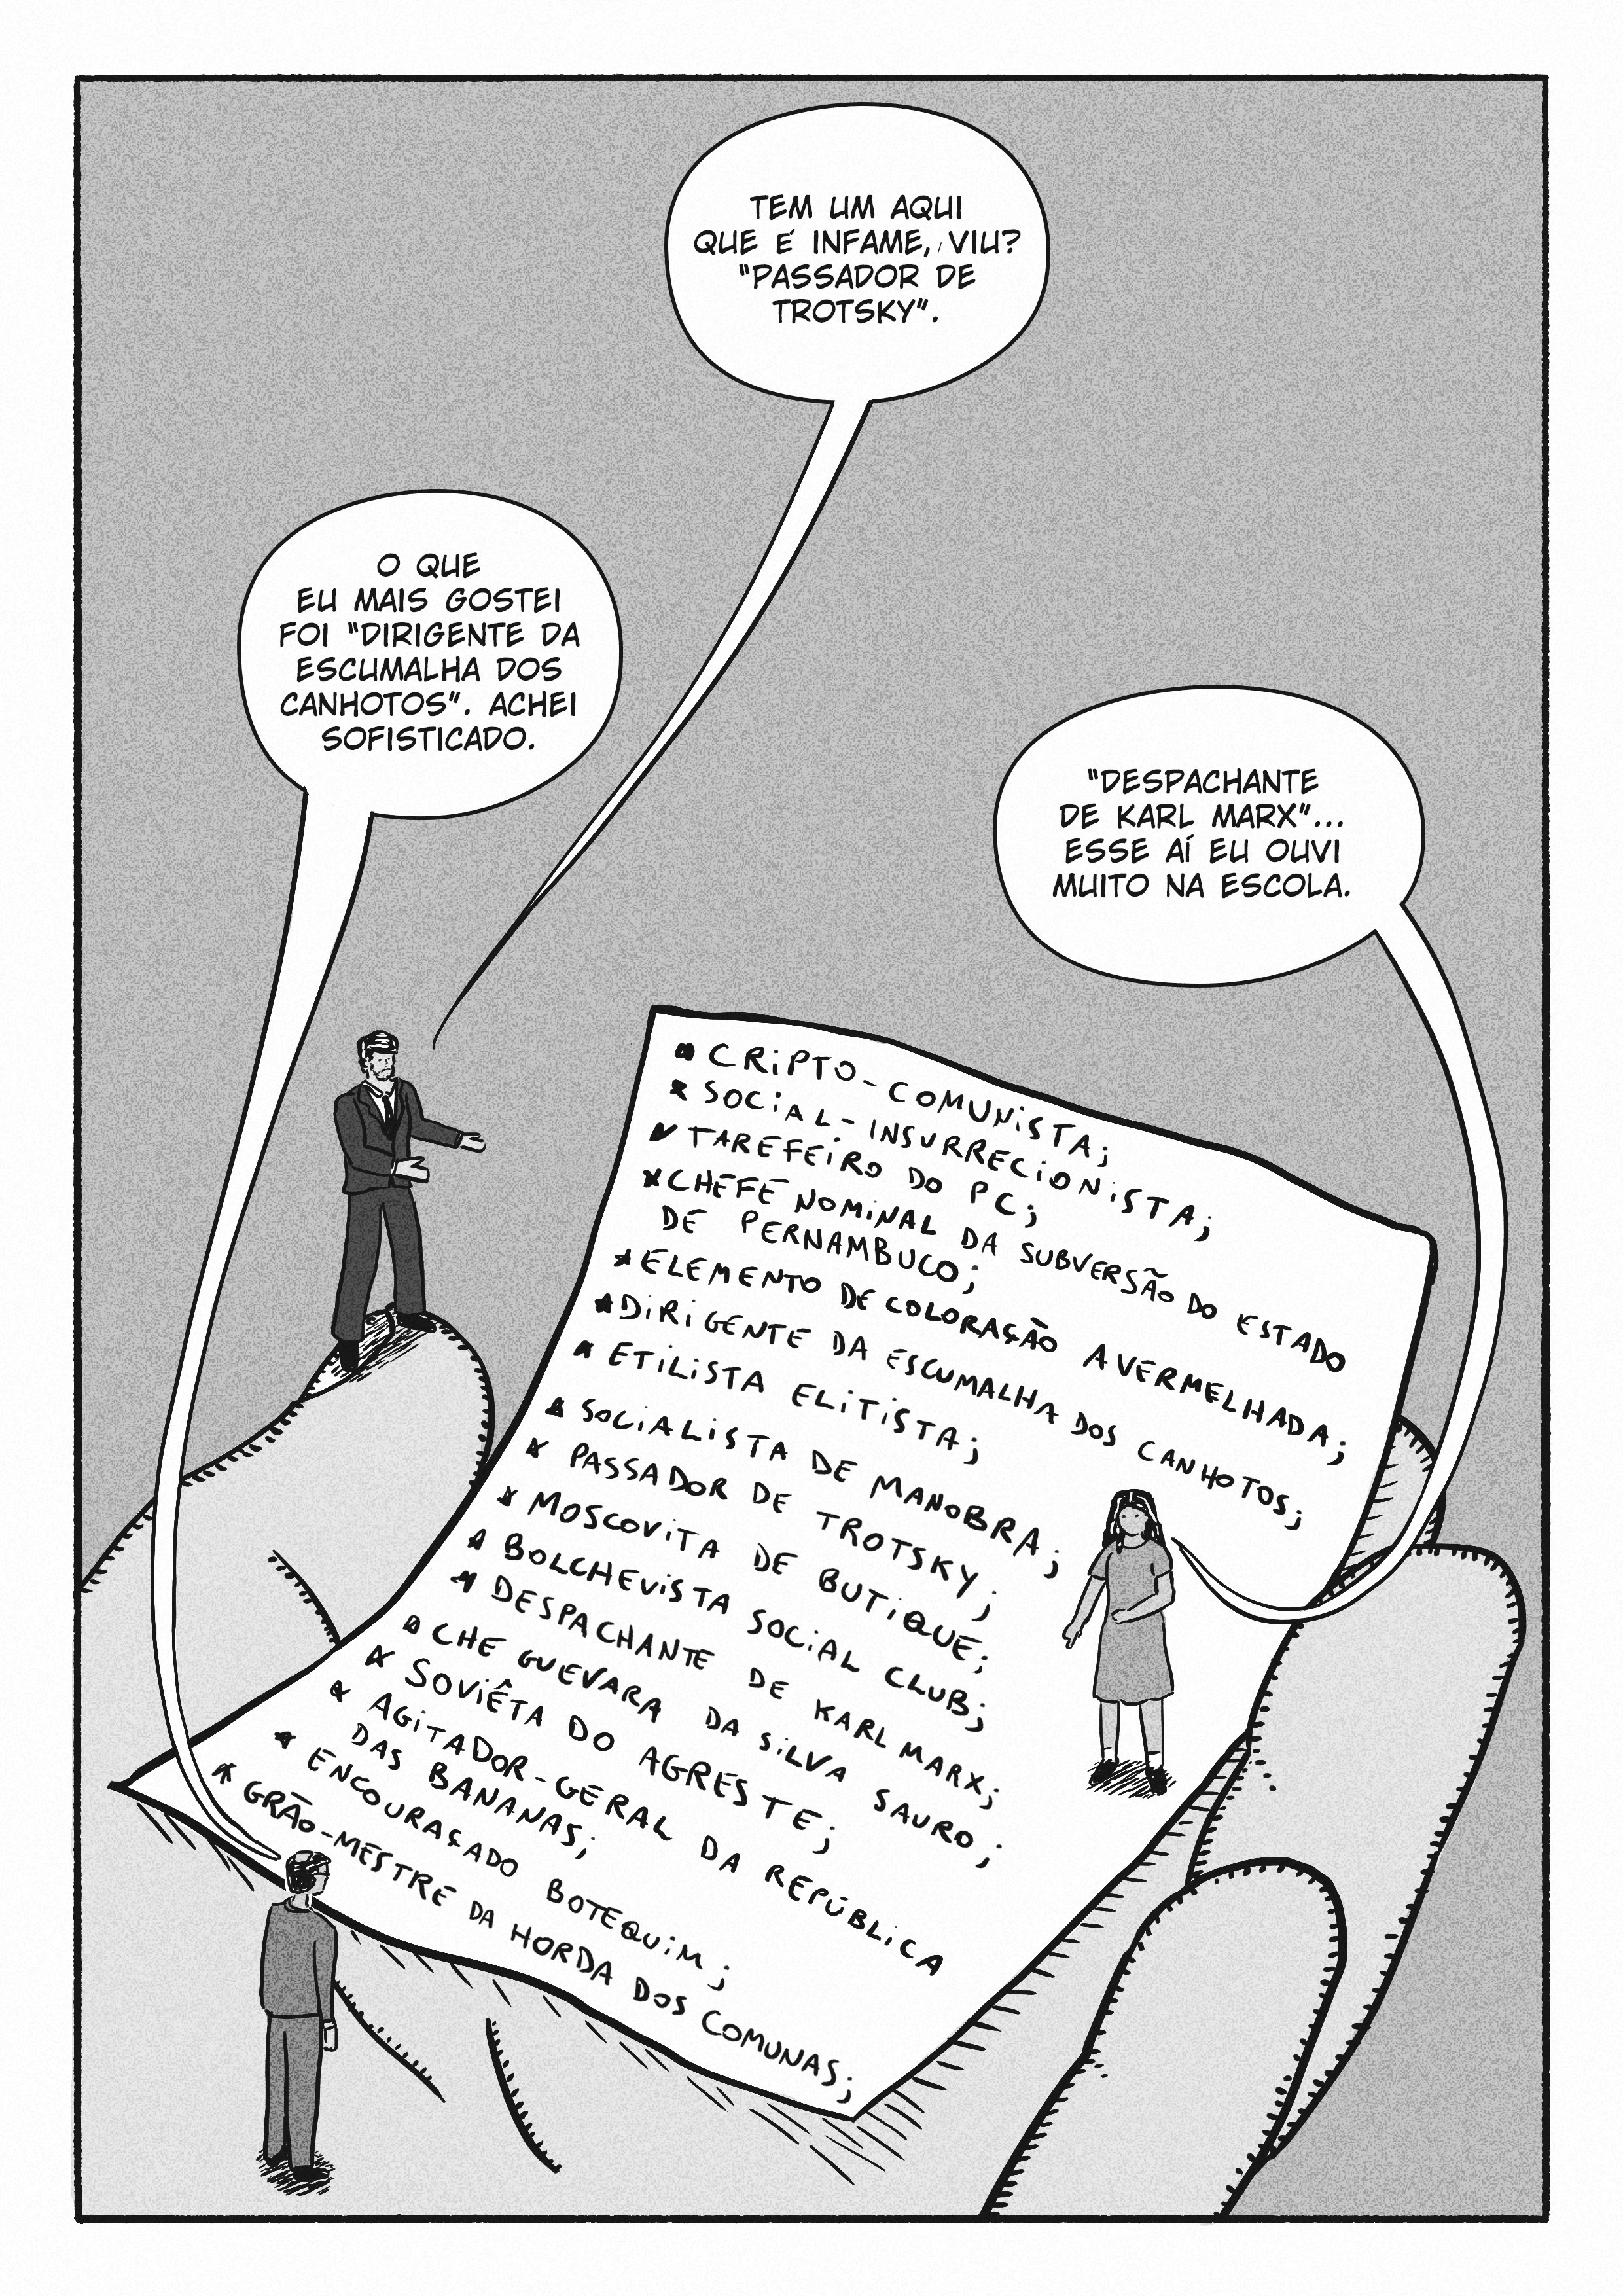 TEM UM AQUI
QUE É INFAME, VIU?
"PASSADOR DE
TROTSKY".
O QUE
EU MAIS GOSTEI
FOI "DIRIGENTE DA
ESCUMALHA DOS
CANHOTOS". ACHEI
SOFISTICADO.
"DESPACHANTE
DE KARL MARX"...
ESSE AÍ EU OUVI
MUITO NA ESCOLA.
CRIPTO-COMUNISTA;
SOCIAL-INSURRECIONISTA;
TAREFEIRO DO PC;
CHEFE NOMINAL DA SUBVERSÃO DO ESTADO
DE PERNAMBUCO;
ELEMENTO DE COLORAÇÃO AVERMELHADA;
DIRIGENTE DA ESCUMALHA DOS CANHOTOS;
ETILISTA ELITISTA;
SOCIALISTA DE MANOBRA;
PASSADOR DE TROTSKY;
MOSCOVITA DE BUTIQUE;
BOLCHEVISTA SOCIAL CLUB;
DESPACHANTE DE KARL MARX;
CHE GUEVARA DA SILVA SAURO;
SOVIÊTA DO AGRESTE;
AGITADOR-GERAL DA REPÚBLICA
DAS BANANAS;
ENCOURAÇADO BOTEQUIM;
GRÃO-MESTRE DA HORDA DOS COMUNAS;